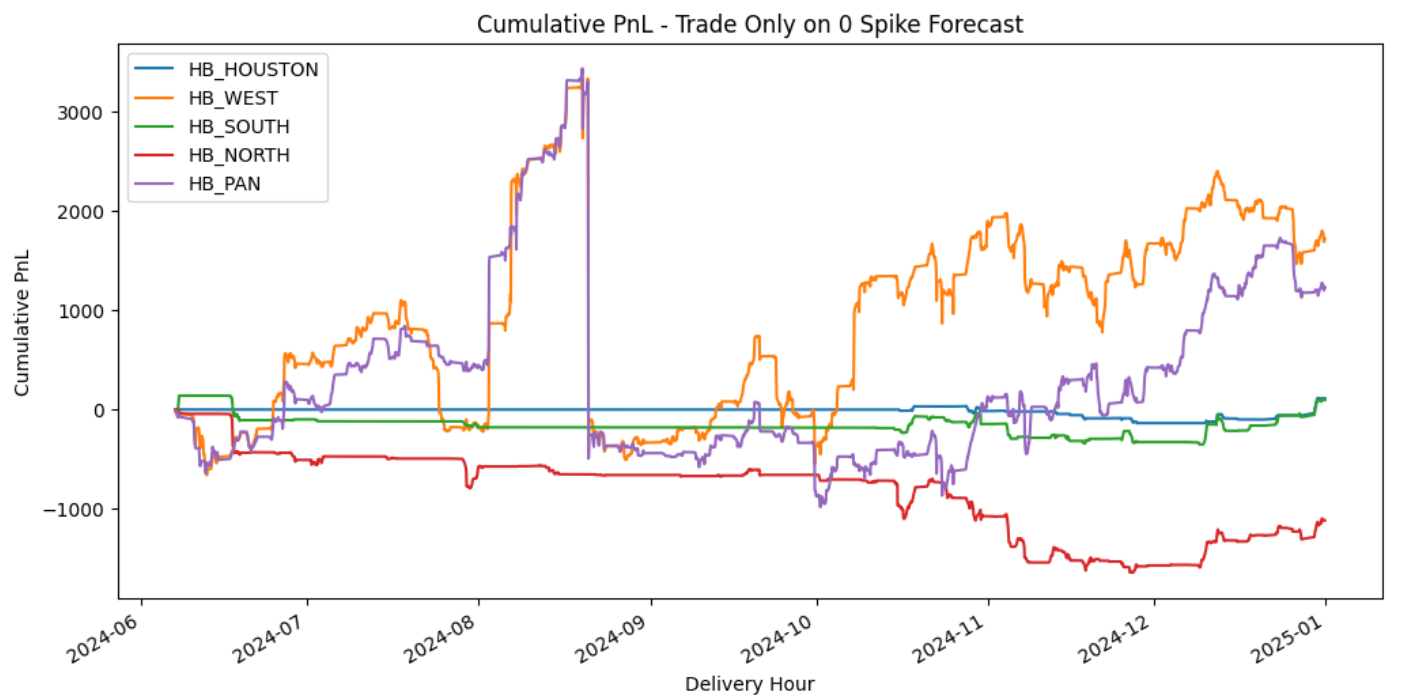 Cumulative PnL - Trade Only on 0 Spike Forecast
HB_HOUSTON
HB_WEST
HB_SOUTH
HB_NORTH
HB_PAN
Cumulative PnL
3000
2000
1000
0
−1000
2024-06
2024-07
2024-08
2024-09
2024-10
2024-11
2024-12
2025-01
Delivery Hour